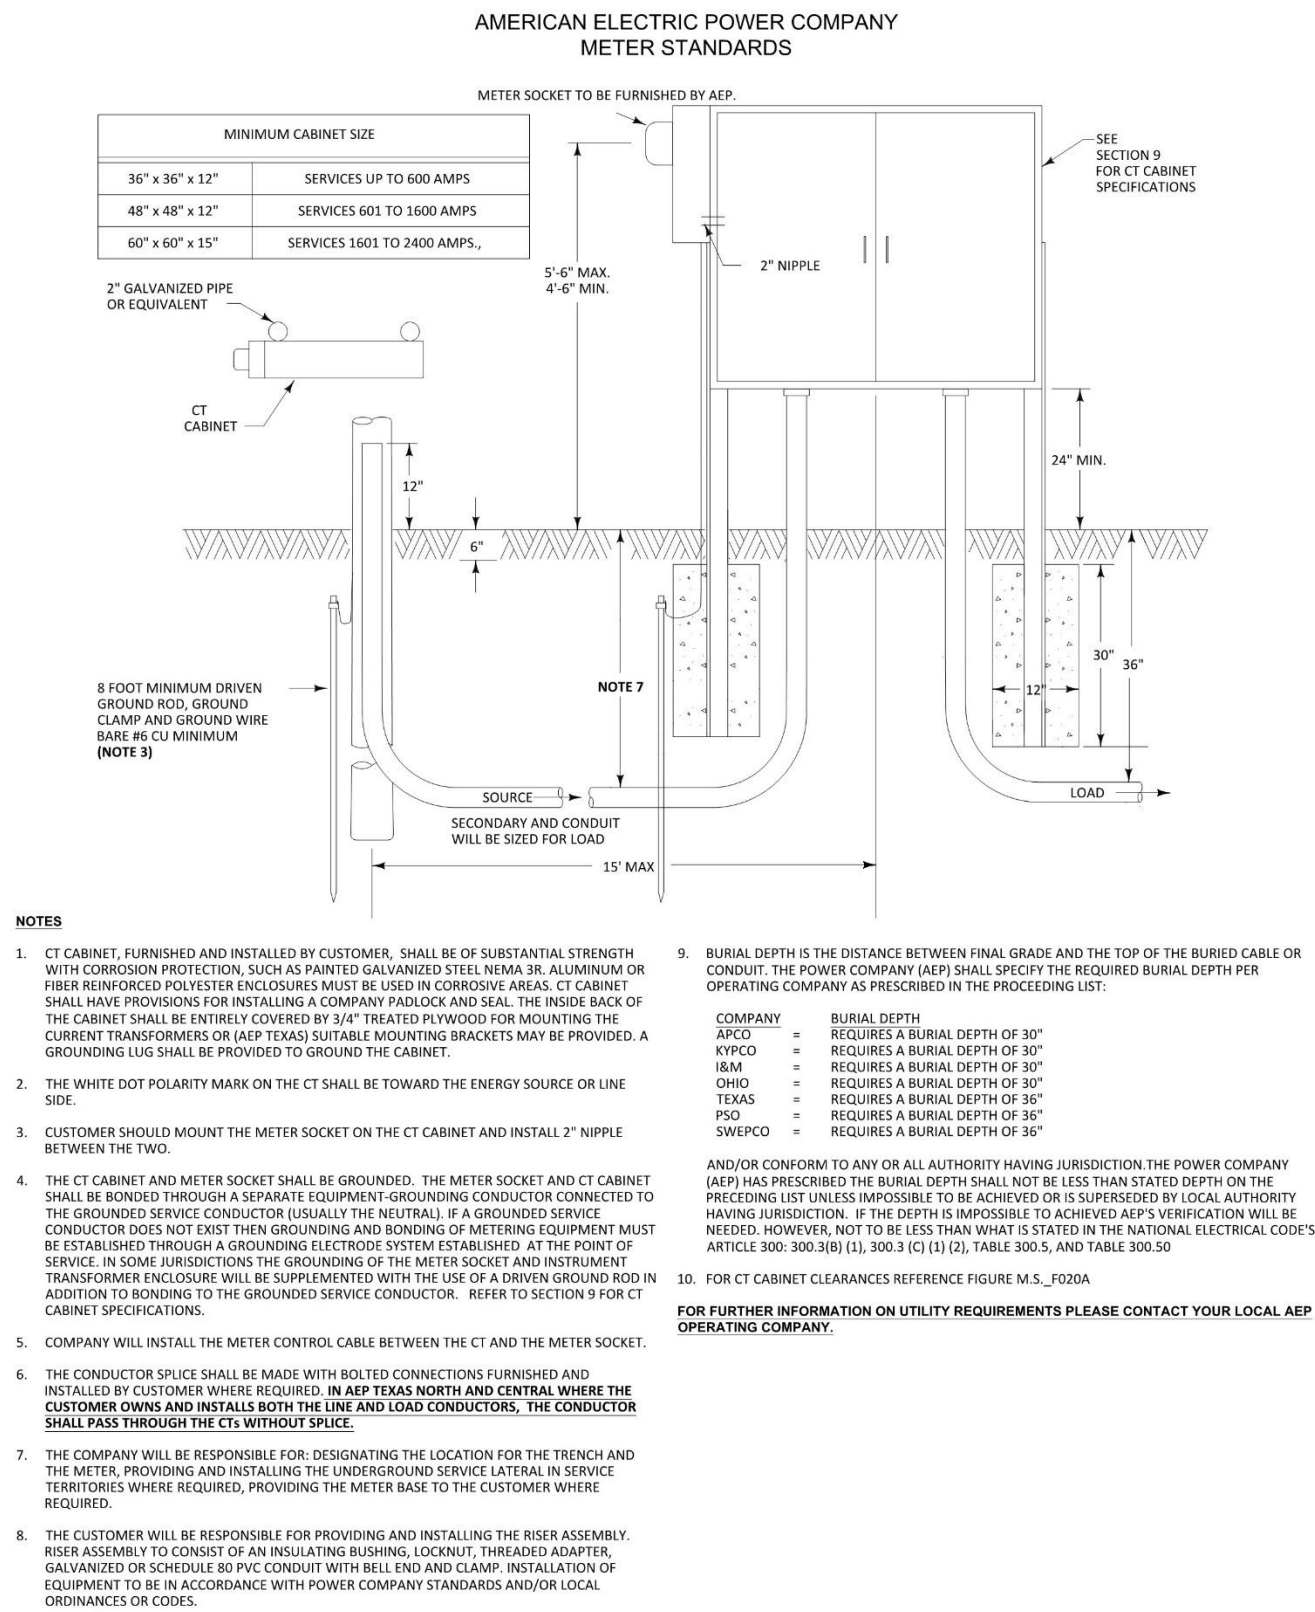 AMERICAN ELECTRIC POWER COMPANY
METER STANDARDS
METER SOCKET TO BE FURNISHED BY AEP.
MINIMUM CABINET SIZE
36" x 36" x 12" SERVICES UP TO 600 AMPS
48" x 48" x 12" SERVICES 601 TO 1600 AMPS
60" x 60" x 15" SERVICES 1601 TO 2400 AMPS.,
SEE
SECTION 9
FOR CT CABINET
SPECIFICATIONS
2" NIPPLE
5'-6" MAX.
4'-6" MIN.
2" GALVANIZED PIPE
OR EQUIVALENT
CT
CABINET
24" MIN.
12"
6"
30"
36"
12"
NOTE 7
8 FOOT MINIMUM DRIVEN
GROUND ROD, GROUND
CLAMP AND GROUND WIRE
BARE #6 CU MINIMUM
(NOTE 3)
SOURCE
LOAD
SECONDARY AND CONDUIT
WILL BE SIZED FOR LOAD
15' MAX
NOTES
1. CT CABINET, FURNISHED AND INSTALLED BY CUSTOMER, SHALL BE OF SUBSTANTIAL STRENGTH
WITH CORROSION PROTECTION, SUCH AS PAINTED GALVANIZED STEEL NEMA 3R. ALUMINUM OR
FIBER REINFORCED POLYESTER ENCLOSURES MUST BE USED IN CORROSIVE AREAS. CT CABINET
SHALL HAVE PROVISIONS FOR INSTALLING A COMPANY PADLOCK AND SEAL. THE INSIDE BACK OF
THE CABINET SHALL BE ENTIRELY COVERED BY 3/4" TREATED PLYWOOD FOR MOUNTING THE
CURRENT TRANSFORMERS OR (AEP TEXAS) SUITABLE MOUNTING BRACKETS MAY BE PROVIDED. A
GROUNDING LUG SHALL BE PROVIDED TO GROUND THE CABINET.
2. THE WHITE DOT POLARITY MARK ON THE CT SHALL BE TOWARD THE ENERGY SOURCE OR LINE
SIDE.
3. CUSTOMER SHOULD MOUNT THE METER SOCKET ON THE CT CABINET AND INSTALL 2" NIPPLE
BETWEEN THE TWO.
4. THE CT CABINET AND METER SOCKET SHALL BE GROUNDED. THE METER SOCKET AND CT CABINET
SHALL BE BONDED THROUGH A SEPARATE EQUIPMENT-GROUNDING CONDUCTOR CONNECTED TO
THE GROUNDED SERVICE CONDUCTOR (USUALLY THE NEUTRAL). IF A GROUNDED SERVICE
CONDUCTOR DOES NOT EXIST THEN GROUNDING AND BONDING OF METERING EQUIPMENT MUST
BE ESTABLISHED THROUGH A GROUNDING ELECTRODE SYSTEM ESTABLISHED AT THE POINT OF
SERVICE. IN SOME JURISDICTIONS THE GROUNDING OF THE METER SOCKET AND INSTRUMENT
TRANSFORMER ENCLOSURE WILL BE SUPPLEMENTED WITH THE USE OF A DRIVEN GROUND ROD IN
ADDITION TO BONDING TO THE GROUNDED SERVICE CONDUCTOR. REFER TO SECTION 9 FOR CT
CABINET SPECIFICATIONS.
5. COMPANY WILL INSTALL THE METER CONTROL CABLE BETWEEN THE CT AND THE METER SOCKET.
6. THE CONDUCTOR SPLICE SHALL BE MADE WITH BOLTED CONNECTIONS FURNISHED AND
INSTALLED BY CUSTOMER WHERE REQUIRED. IN AEP TEXAS NORTH AND CENTRAL WHERE THE
CUSTOMER OWNS AND INSTALLS BOTH THE LINE AND LOAD CONDUCTORS, THE CONDUCTOR
SHALL PASS THROUGH THE CTs WITHOUT SPLICE.
7. THE COMPANY WILL BE RESPONSIBLE FOR: DESIGNATING THE LOCATION FOR THE TRENCH AND
THE METER, PROVIDING AND INSTALLING THE UNDERGROUND SERVICE LATERAL IN SERVICE
TERRITORIES WHERE REQUIRED, PROVIDING THE METER BASE TO THE CUSTOMER WHERE
REQUIRED.
8. THE CUSTOMER WILL BE RESPONSIBLE FOR PROVIDING AND INSTALLING THE RISER ASSEMBLY.
RISER ASSEMBLY TO CONSIST OF AN INSULATING BUSHING, LOCKNUT, THREADED ADAPTER,
GALVANIZED OR SCHEDULE 80 PVC CONDUIT WITH BELL END AND CLAMP. INSTALLATION OF
EQUIPMENT TO BE IN ACCORDANCE WITH POWER COMPANY STANDARDS AND/OR LOCAL
ORDINANCES OR CODES.
9. BURIAL DEPTH IS THE DISTANCE BETWEEN FINAL GRADE AND THE TOP OF THE BURIED CABLE OR
CONDUIT. THE POWER COMPANY (AEP) SHALL SPECIFY THE REQUIRED BURIAL DEPTH PER
OPERATING COMPANY AS PRESCRIBED IN THE PROCEEDING LIST:
COMPANY BURIAL DEPTH
APCO = REQUIRES A BURIAL DEPTH OF 30"
KYPCO = REQUIRES A BURIAL DEPTH OF 30"
I&M = REQUIRES A BURIAL DEPTH OF 30"
OHIO = REQUIRES A BURIAL DEPTH OF 30"
TEXAS = REQUIRES A BURIAL DEPTH OF 36"
PSO = REQUIRES A BURIAL DEPTH OF 36"
SWEPCO = REQUIRES A BURIAL DEPTH OF 36"
AND/OR CONFORM TO ANY OR ALL AUTHORITY HAVING JURISDICTION.THE POWER COMPANY
(AEP) HAS PRESCRIBED THE BURIAL DEPTH SHALL NOT BE LESS THAN STATED DEPTH ON THE
PRECEDING LIST UNLESS IMPOSSIBLE TO BE ACHIEVED OR IS SUPERSEDED BY LOCAL AUTHORITY
HAVING JURISDICTION. IF THE DEPTH IS IMPOSSIBLE TO ACHIEVED AEP'S VERIFICATION WILL BE
NEEDED. HOWEVER, NOT TO BE LESS THAN WHAT IS STATED IN THE NATIONAL ELECTRICAL CODE'S
ARTICLE 300: 300.3(B) (1), 300.3 (C) (1) (2), TABLE 300.5, AND TABLE 300.50
10. FOR CT CABINET CLEARANCES REFERENCE FIGURE M.S._F020A
FOR FURTHER INFORMATION ON UTILITY REQUIREMENTS PLEASE CONTACT YOUR LOCAL AEP
OPERATING COMPANY.